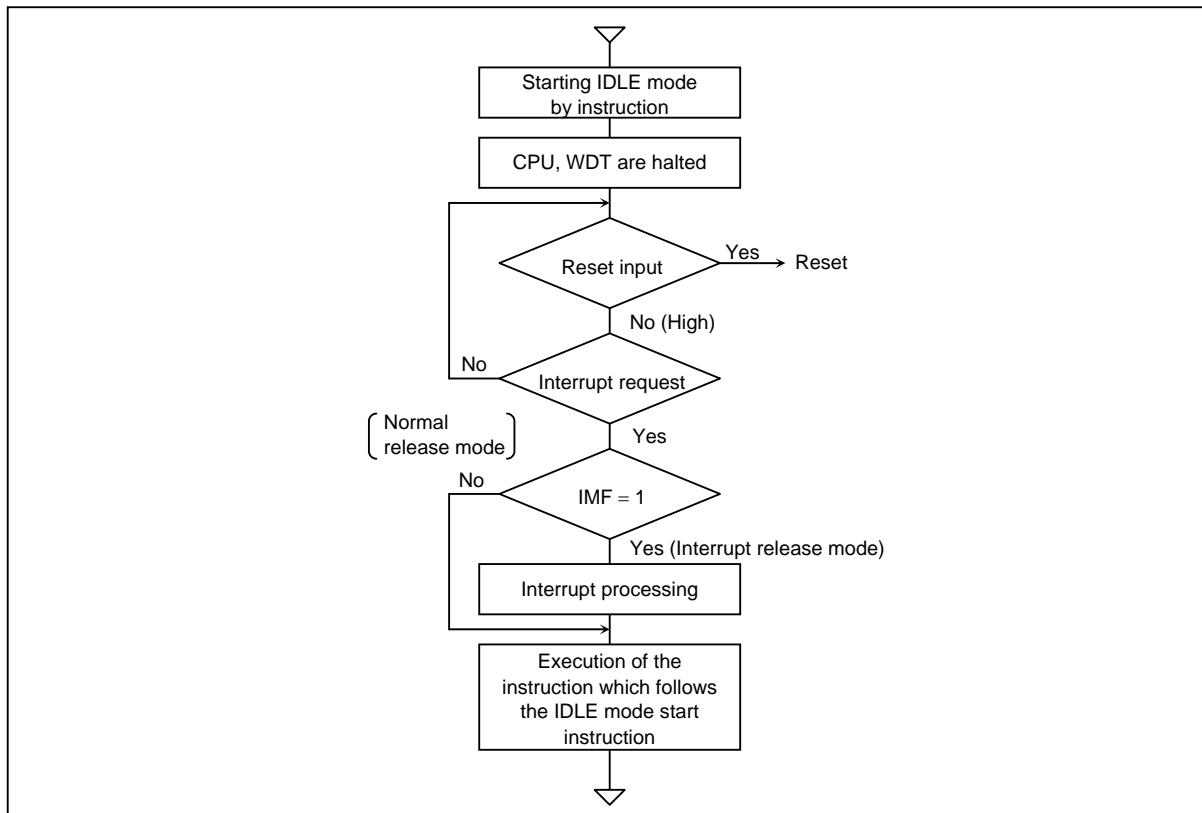 Starting IDLE mode
by instruction
CPU, WDT are halted
Reset input
Yes
Reset
No (High)
No
Interrupt request
Normal
release mode
Yes
No
IMF = 1
Yes (Interrupt release mode)
Interrupt processing
Execution of the
instruction which follows
the IDLE mode start
instruction